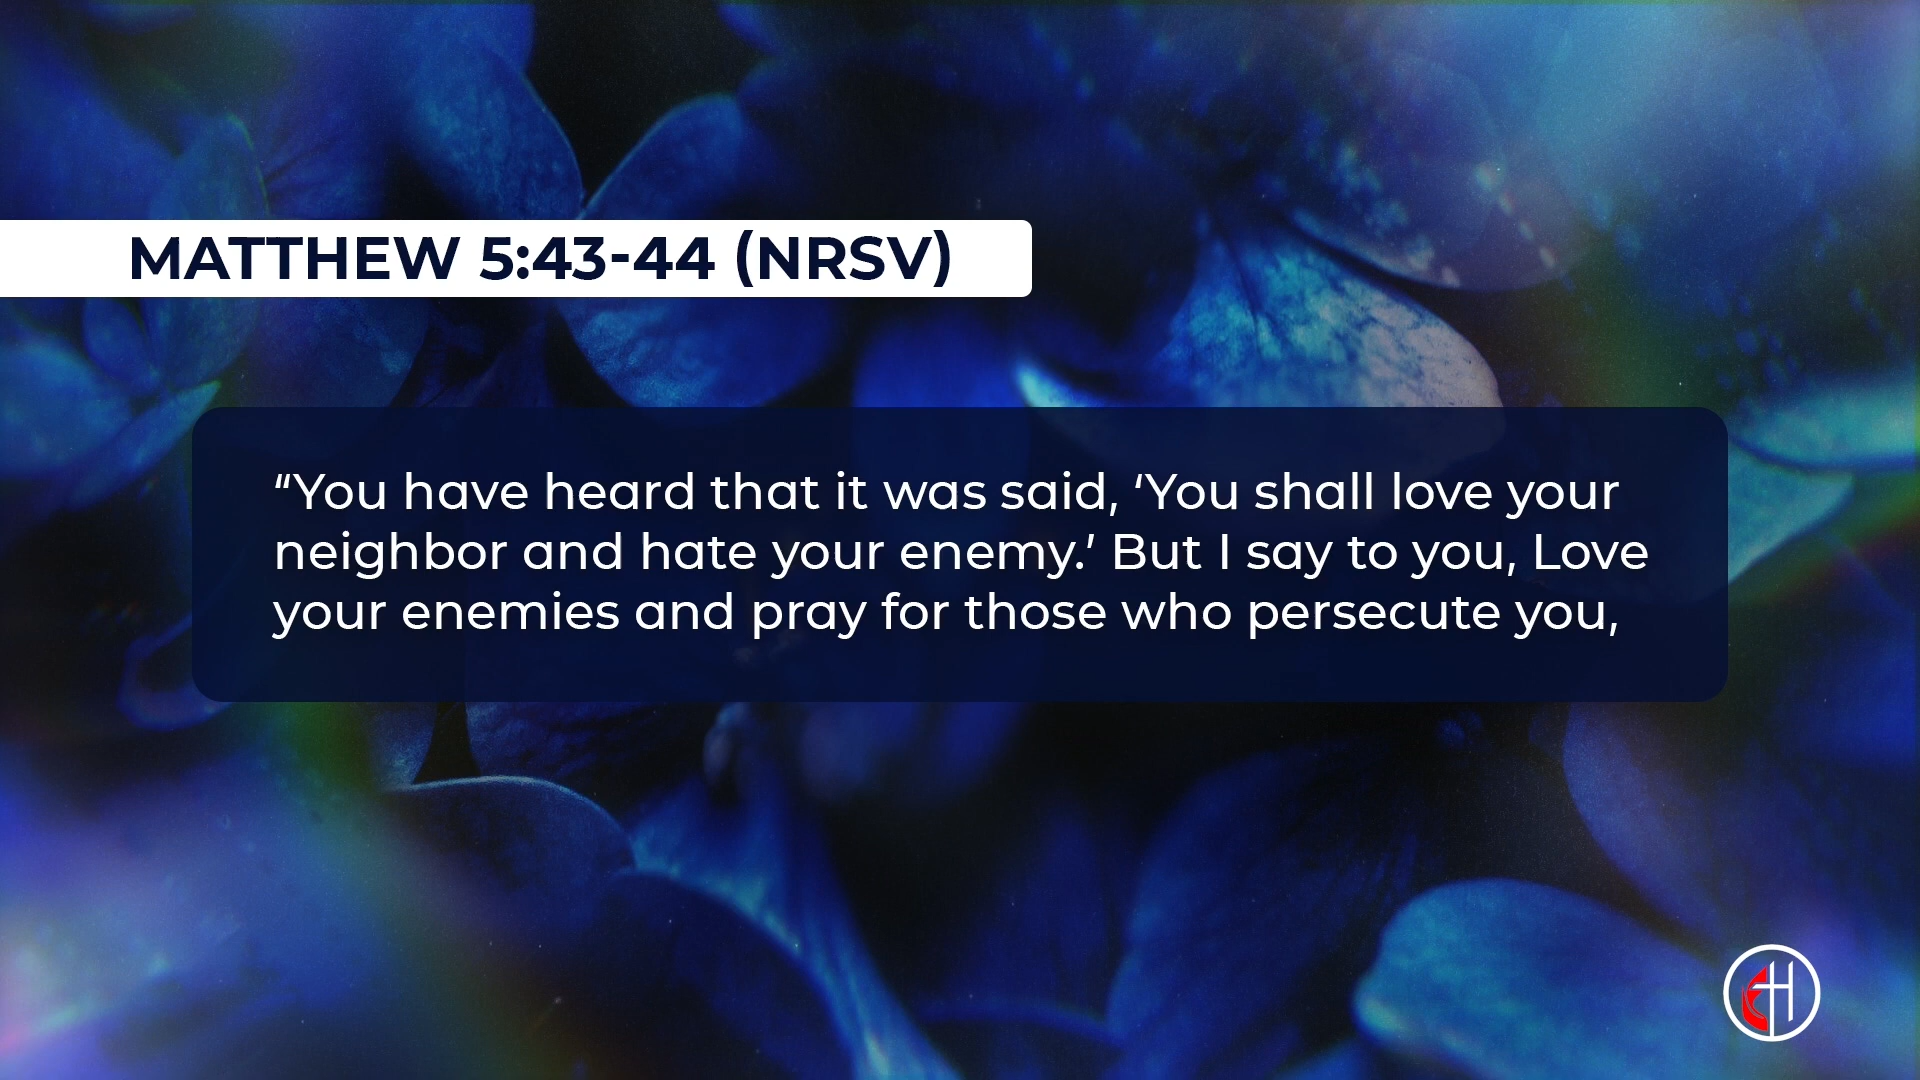 MATTHEW 5:43-44 (NRSV)
“You have heard that it was said, ‘You shall love your
neighbor and hate your enemy.’ But I say to you, Love
your enemies and pray for those who persecute you,
H